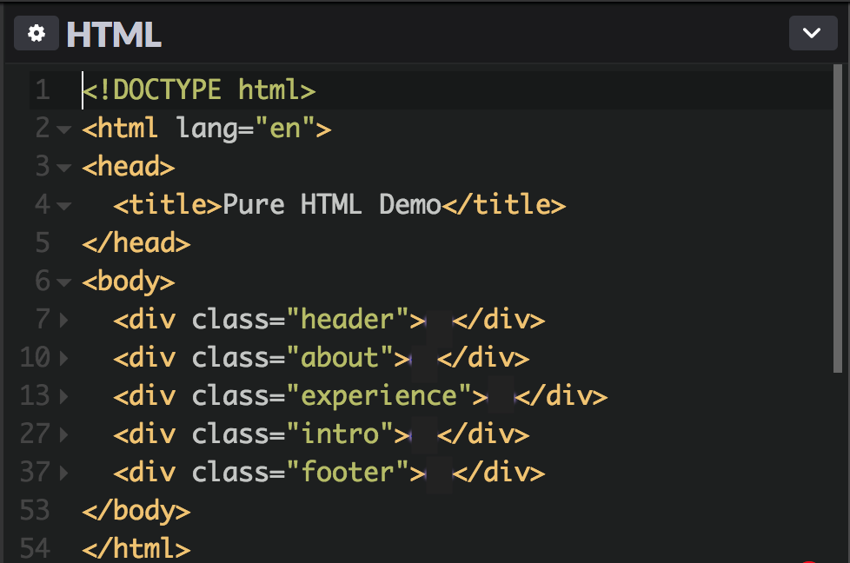 HTML
1 <!DOCTYPE html>
2 <html lang="en">
3 <head>
4 <title>Pure HTML Demo</title>
5 </head>
6 <body>
7 <div class="header"> </div>
10 <div class="about"> </div>
13 <div class="experience"> </div>
27 <div class="intro"> </div>
37 <div class="footer"> </div>
53 </body>
54 </html>